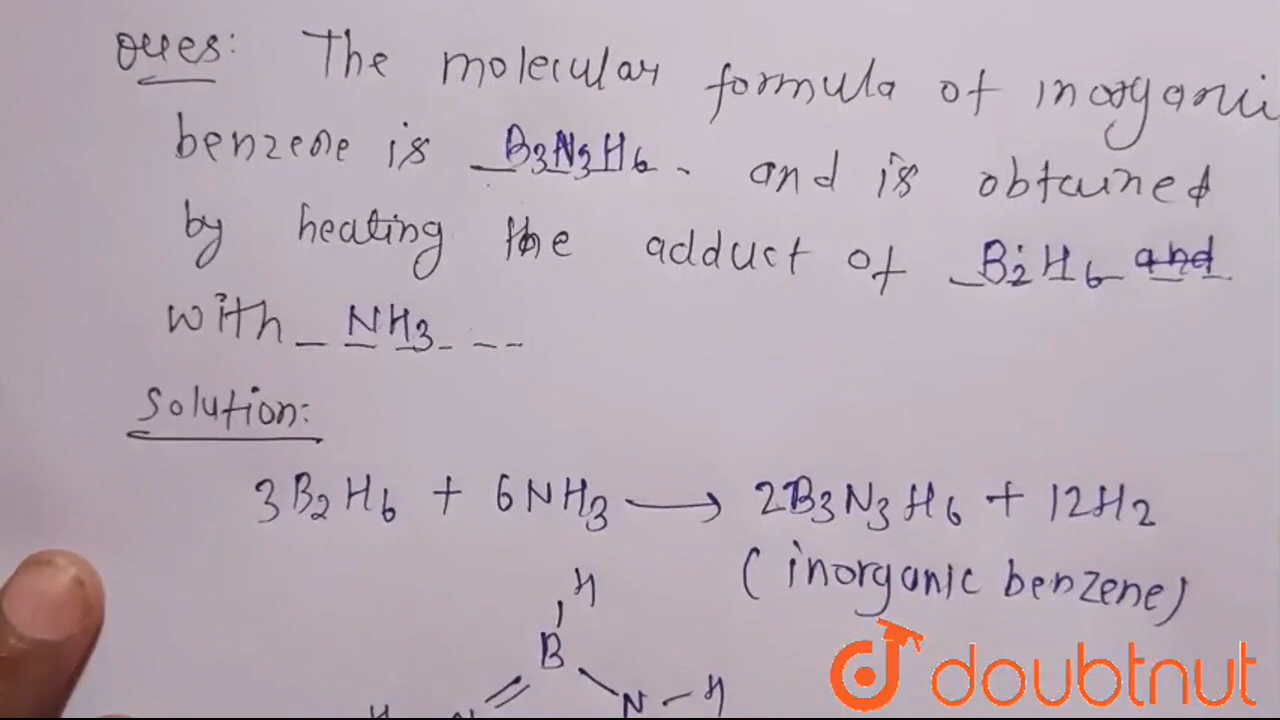 Ques: The molecular formula of inorgani
benzene is B3N3H6. and is obtained
by heating the adduct of B2H6 and
with NH3
Solution:
3B2H6 + 6NH3 → 2B3N3H6 + 12H2
(inorganic benzene)
H
B
N - H
H N
doubtnut